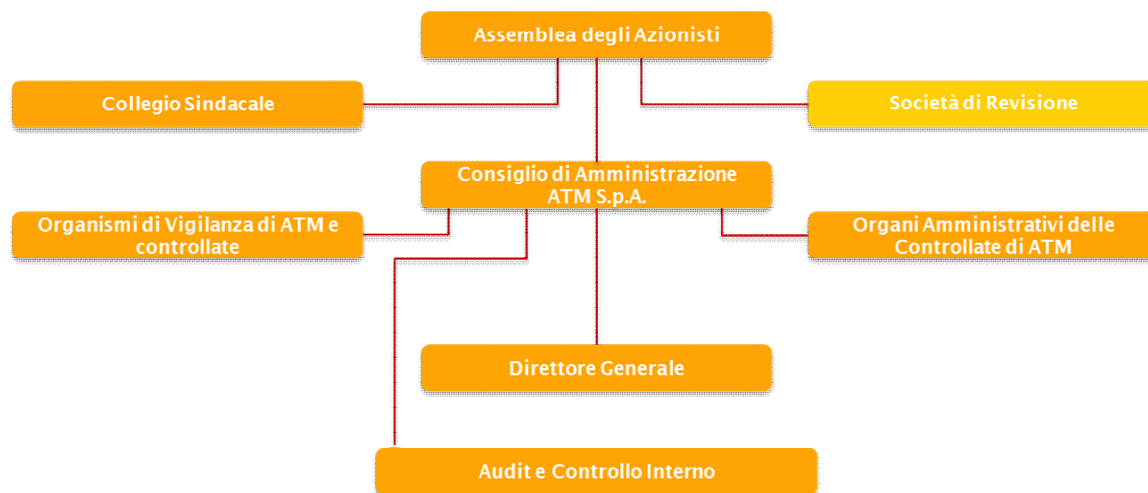 Assemblea degli Azionisti
Collegio Sindacale
Società di Revisione
Consiglio di Amministrazione
ATM S.p.A.
Organismi di Vigilanza di ATM e
controllate
Organi Amministrativi delle
Controllate di ATM
Direttore Generale
Audit e Controllo Interno